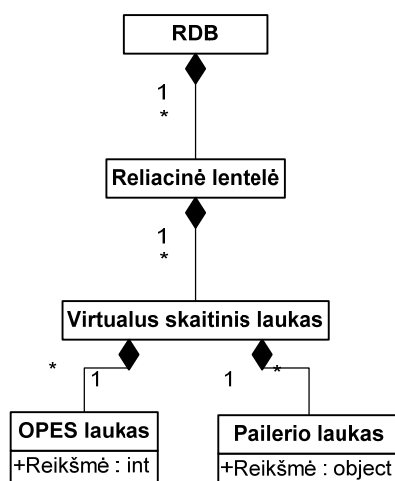 RDB
1
*
Reliacinė lentelė
1
*
Virtualus skaitinis laukas
*
1
1
*
OPES laukas
+Reikšmė : int
Pailerio laukas
+Reikšmė : object